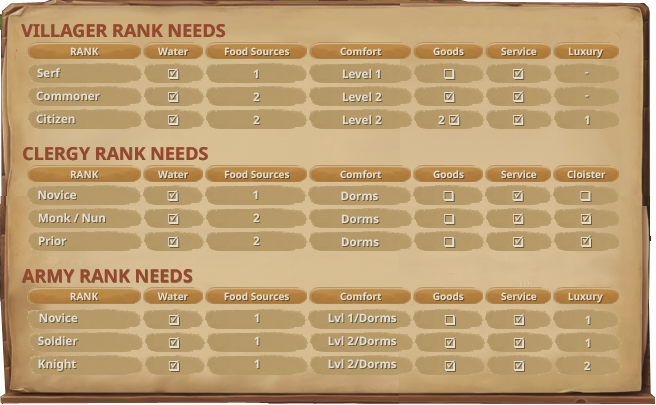 VILLAGER RANK NEEDS
RANK Water Food Sources Comfort Goods Service Luxury
Serf ☑ 1 Level 1 ☐ ☑ -
Commoner ☑ 2 Level 2 ☑ ☑ -
Citizen ☑ 2 Level 2 2 ☑ ☑ 1
CLERGY RANK NEEDS
RANK Water Food Sources Comfort Goods Service Cloister
Novice ☑ 1 Dorms ☐ ☑ ☐
Monk / Nun ☑ 2 Dorms ☐ ☑ ☑
Prior ☑ 2 Dorms ☐ ☑ ☑
ARMY RANK NEEDS
RANK Water Food Sources Comfort Goods Service Luxury
Novice ☑ 1 Lvl 1/Dorms ☐ ☑ 1
Soldier ☑ 1 Lvl 2/Dorms ☑ ☑ 1
Knight ☑ 1 Lvl 2/Dorms ☑ ☑ 2